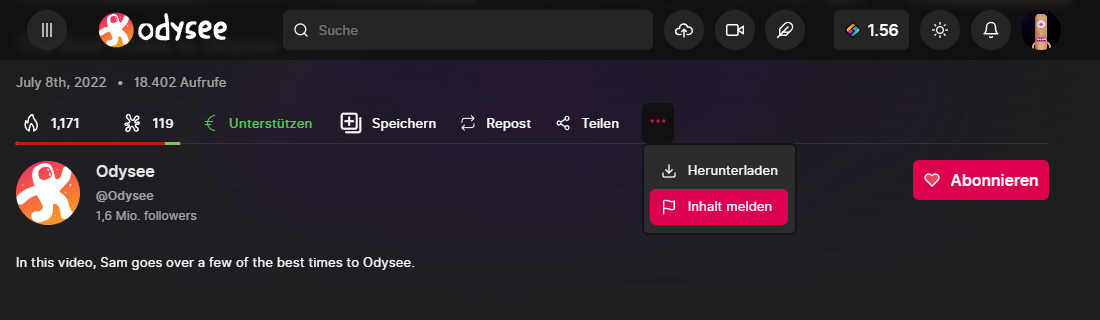 odysee Suche 1.56
July 8th, 2022 • 18.402 Aufrufe
1,171 119 € Unterstützen Speichern Repost Teilen •••
Odysee
@Odysee
1,6 Mio. followers
Herunterladen
Inhalt melden
Abonnieren
In this video, Sam goes over a few of the best times to Odysee.